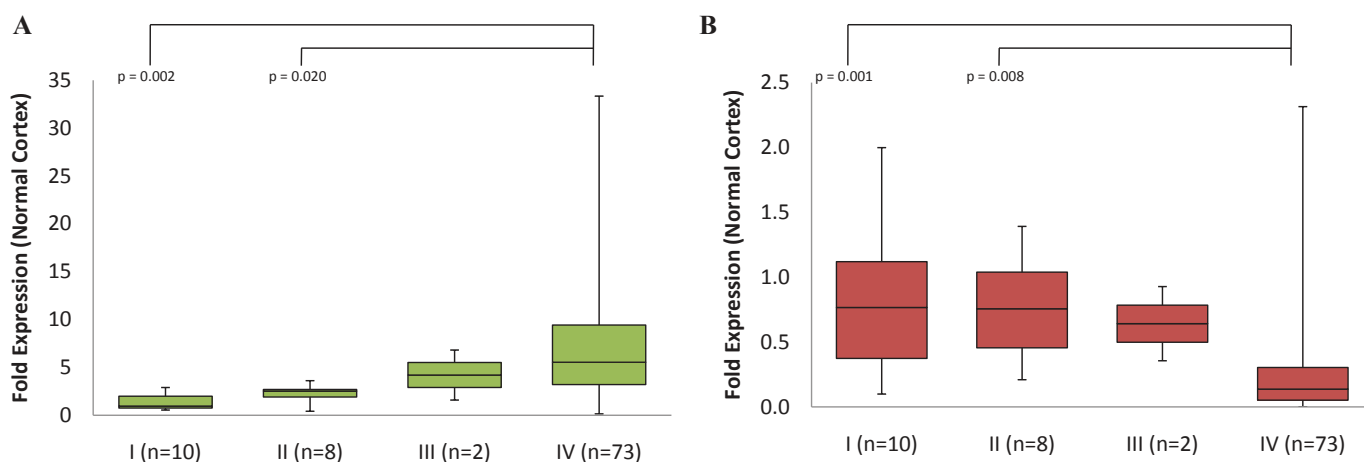 A
p = 0.002 p = 0.020
Fold Expression (Normal Cortex)
35
30
25
20
15
10
5
0
I (n=10) II (n=8) III (n=2) IV (n=73)
B
p = 0.001 p = 0.008
Fold Expression (Normal Cortex)
2.5
2.0
1.5
1.0
0.5
0.0
I (n=10) II (n=8) III (n=2) IV (n=73)